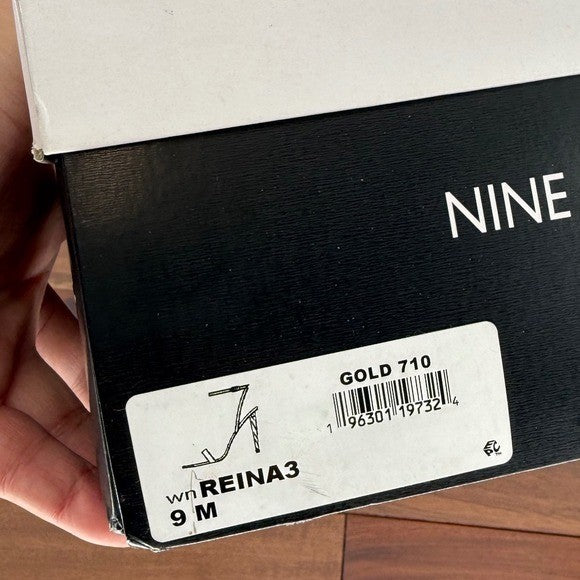 NINE
GOLD 710
1 96301 19732 4
wn REINA3
9 M